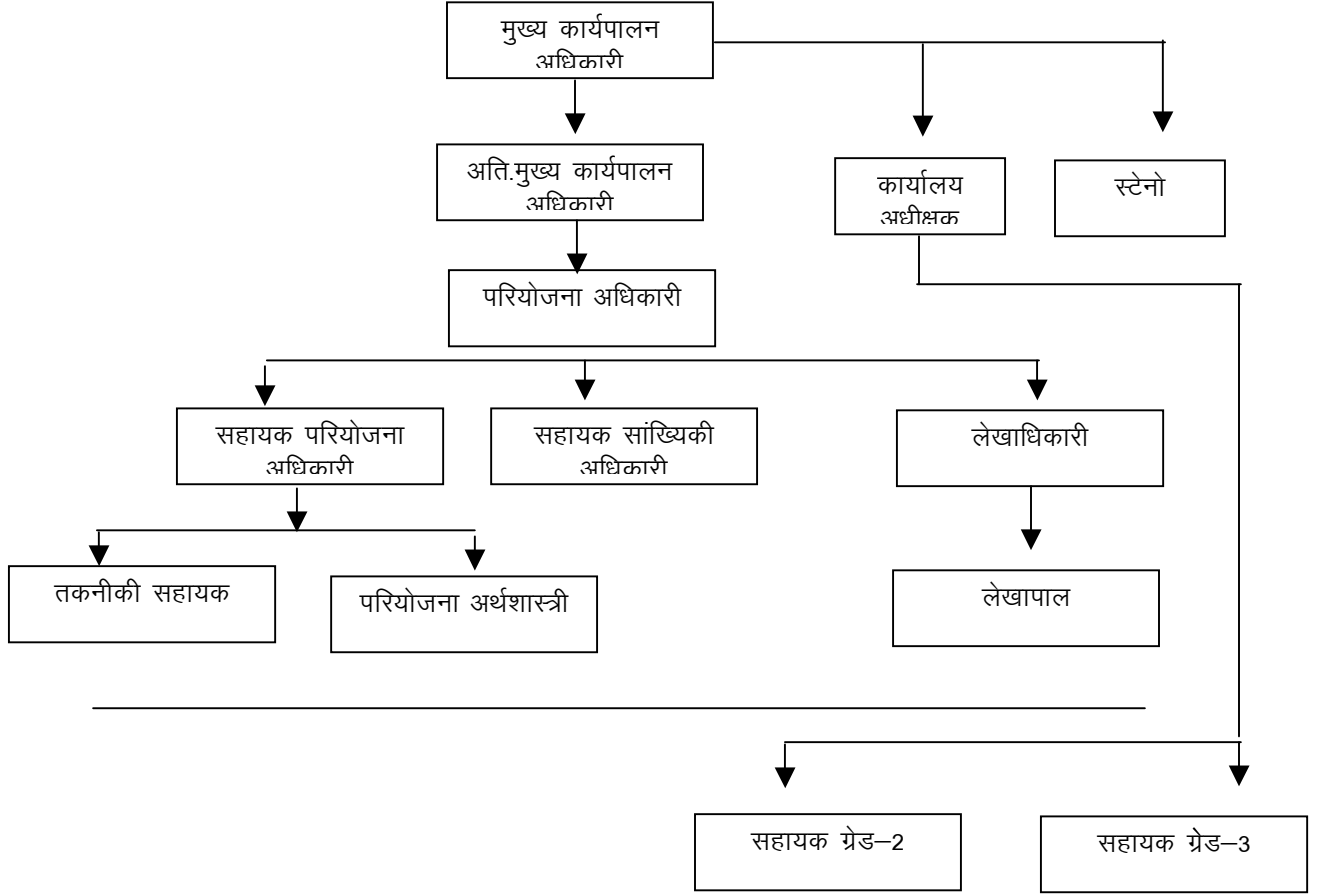 मुख्य कार्यपालन
अधिकारी
अति.मुख्य कार्यपालन
अधिकारी
कार्यालय
अधीक्षक
स्टेनो
परियोजना अधिकारी
सहायक परियोजना
अधिकारी
सहायक सांख्यिकी
अधिकारी
लेखाधिकारी
तकनीकी सहायक
परियोजना अर्थशास्त्री
लेखापाल
सहायक ग्रेड–2
सहायक ग्रेड–3